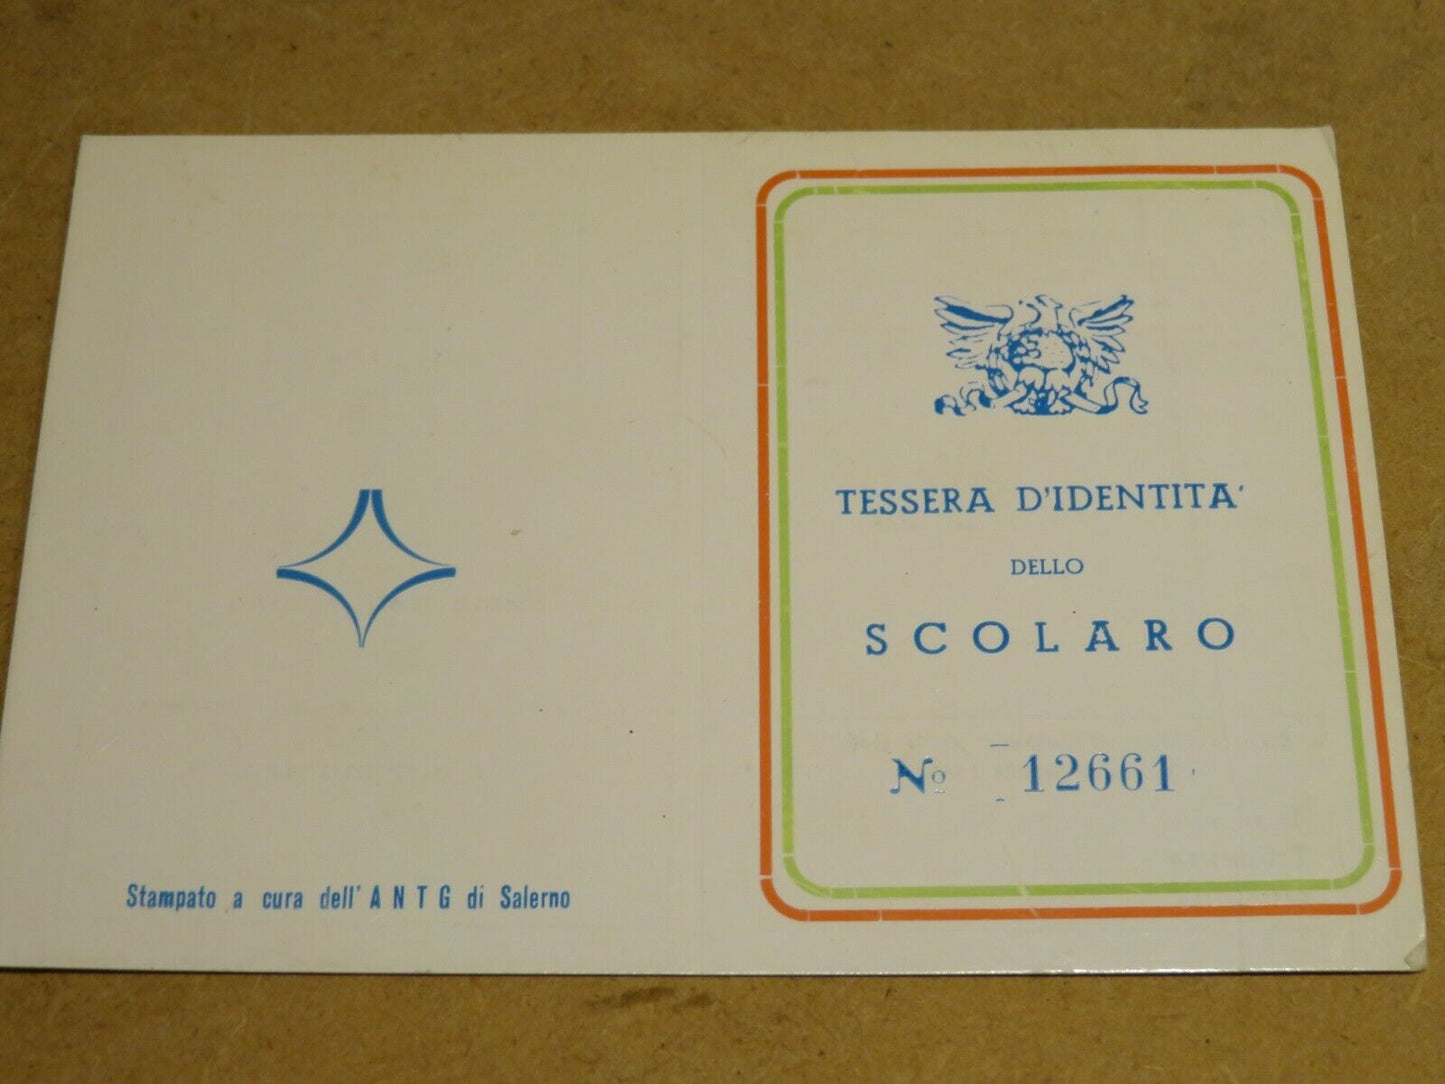 Stampato a cura dell' A N T G di Salerno
TESSERA D'IDENTITA'
DELLO
SCOLARO
No 12661